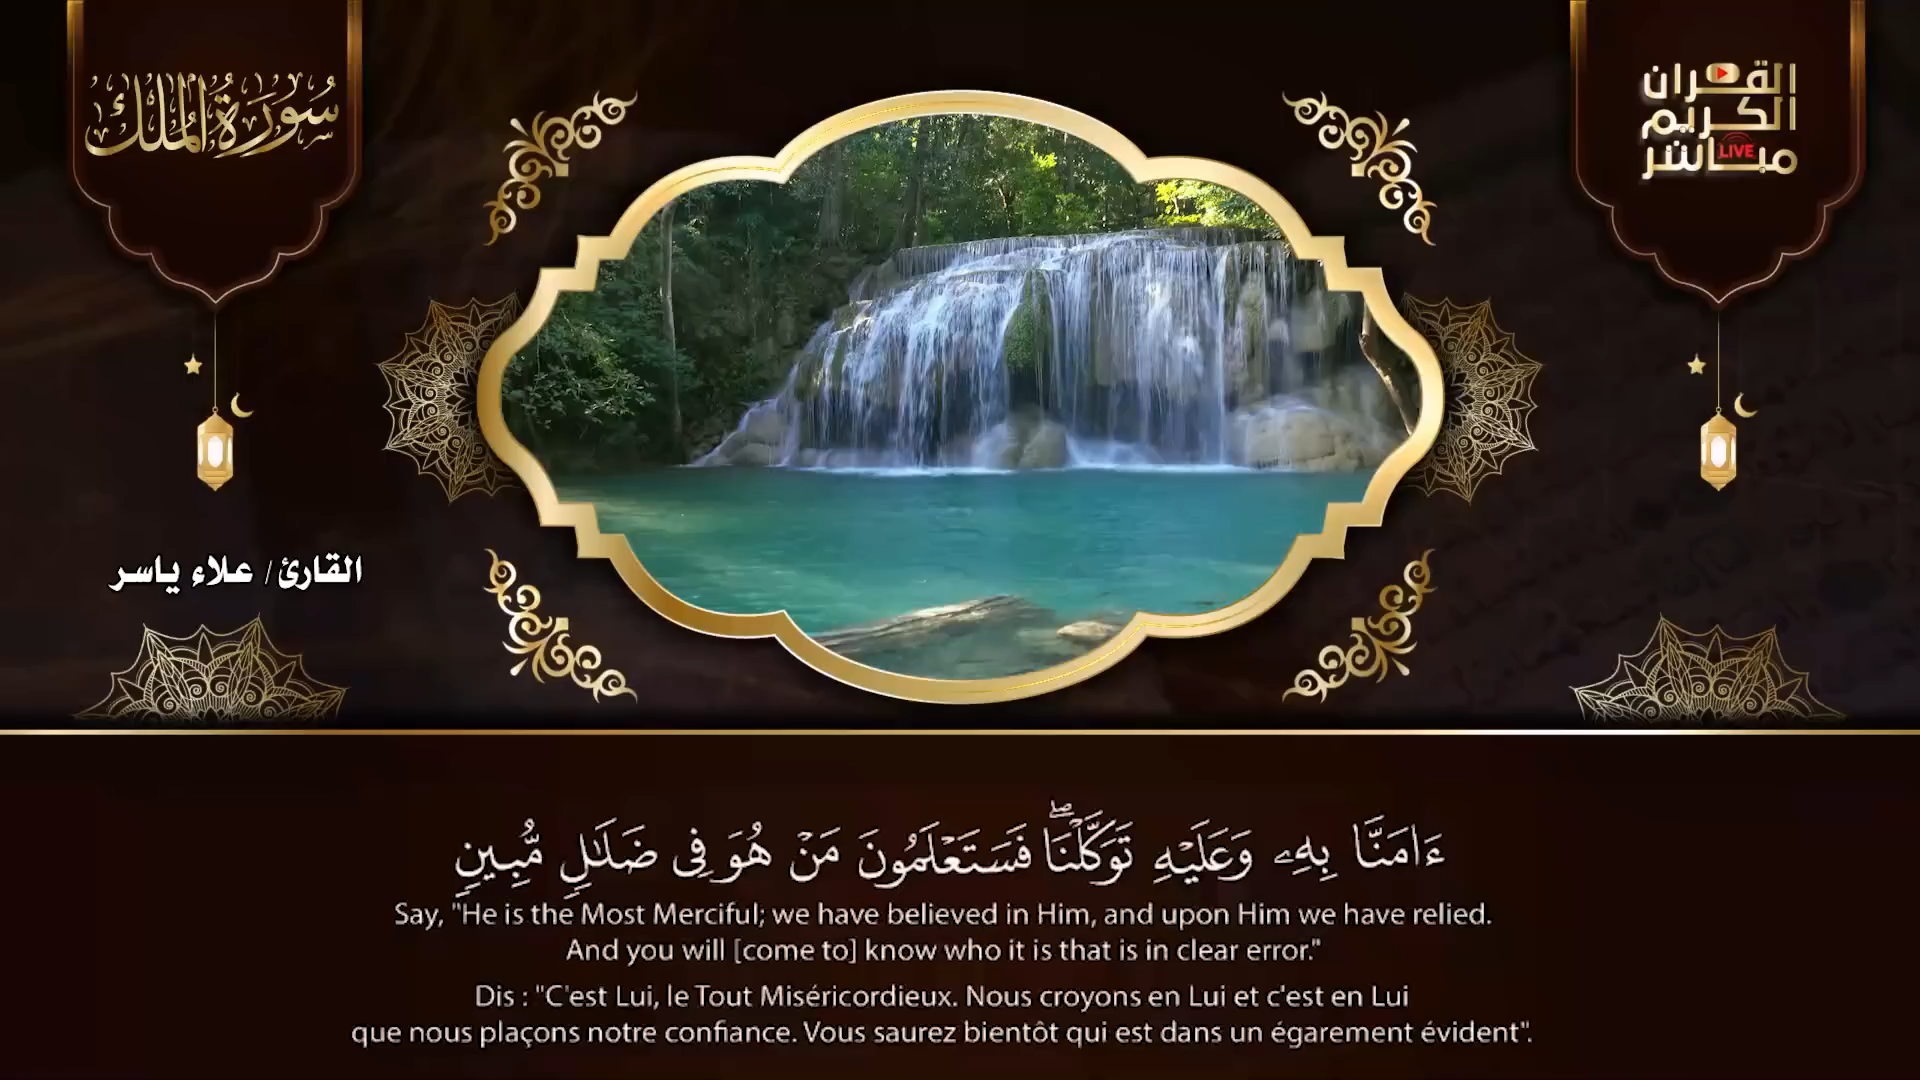 سُورَةُ المُلك
القرآن
الكريم
مباشر
LIVE
القارئ / علاء ياسر
ءَامَنَّا بِهِۦ وَعَلَيْهِ تَوَكَّلْنَا ۖ فَسَتَعْلَمُونَ مَنْ هُوَ فِى ضَلَـٰلٍ مُّبِينٍ
Say, "He is the Most Merciful; we have believed in Him, and upon Him we have relied.
And you will [come to] know who it is that is in clear error."
Dis : "C'est Lui, le Tout Miséricordieux. Nous croyons en Lui et c'est en Lui
que nous plaçons notre confiance. Vous saurez bientôt qui est dans un égarement évident".